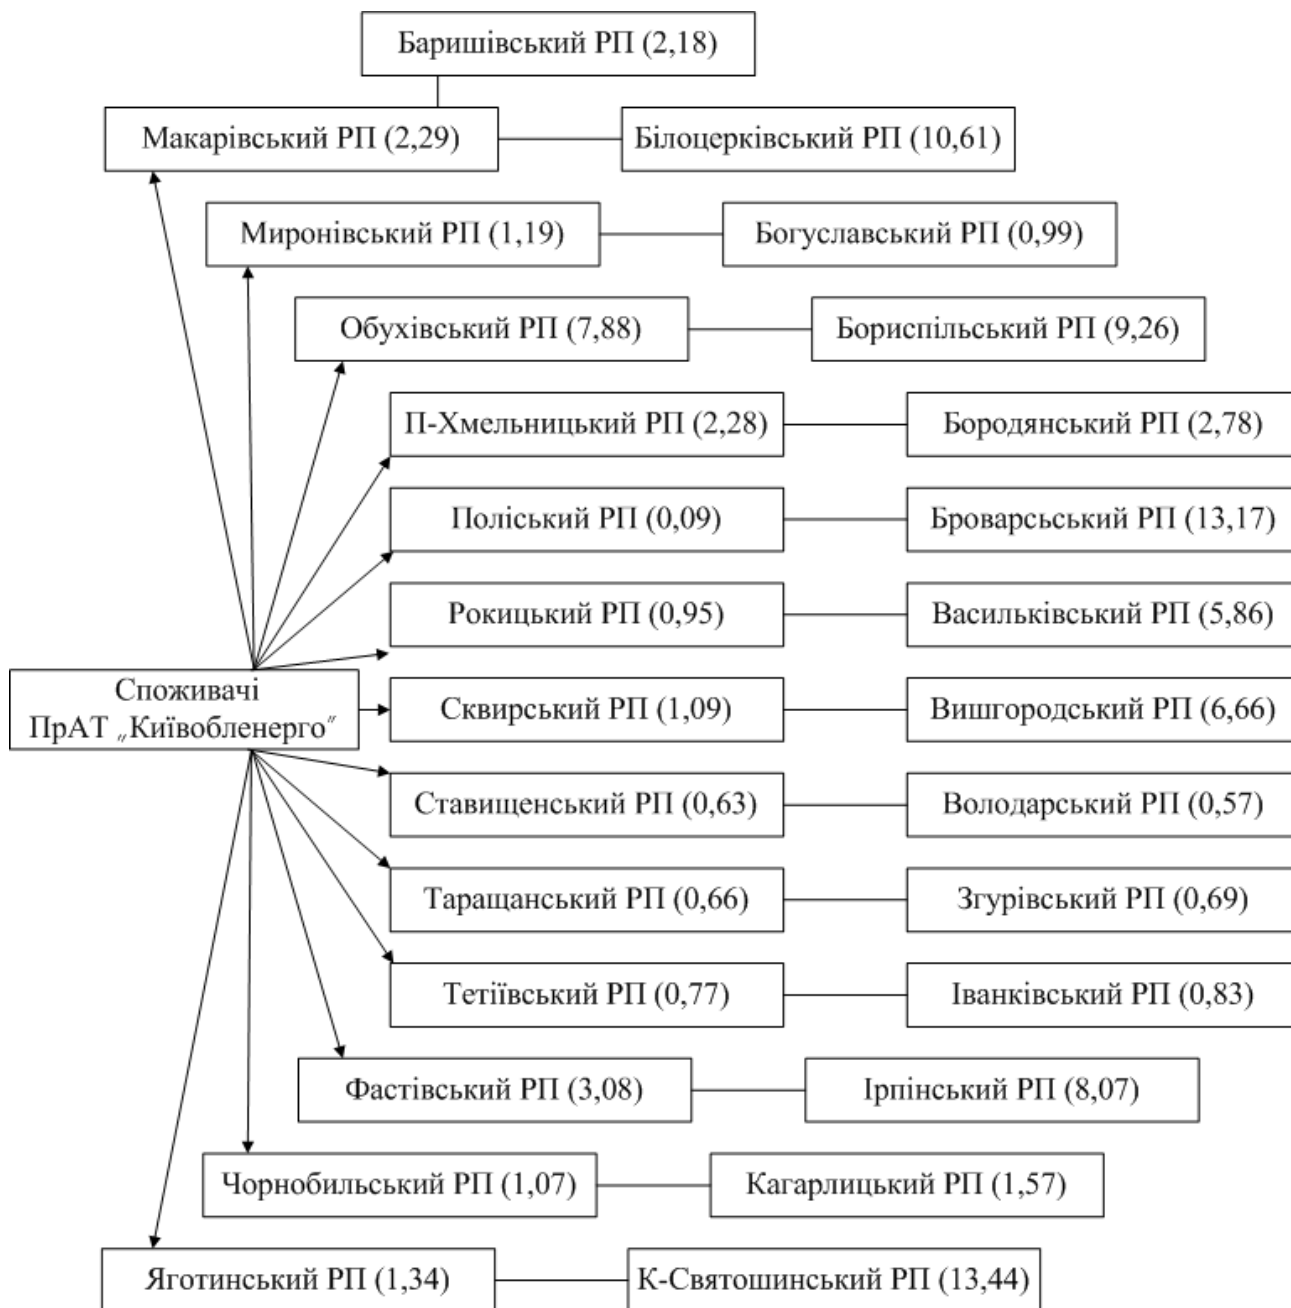 Баришівський РП (2,18)
Макарівський РП (2,29)
Білоцерківський РП (10,61)
Миронівський РП (1,19)
Богуславський РП (0,99)
Обухівський РП (7,88)
Бориспільський РП (9,26)
П-Хмельницький РП (2,28)
Бородянський РП (2,78)
Поліський РП (0,09)
Броварсьський РП (13,17)
Рокицький РП (0,95)
Васильківський РП (5,86)
Споживачі
ПрАТ „Київобленерго”
Сквирський РП (1,09)
Вишгородський РП (6,66)
Ставищенський РП (0,63)
Володарський РП (0,57)
Таращанський РП (0,66)
Згурівський РП (0,69)
Тетіївський РП (0,77)
Іванківський РП (0,83)
Фастівський РП (3,08)
Ірпінський РП (8,07)
Чорнобильський РП (1,07)
Кагарлицький РП (1,57)
Яготинський РП (1,34)
К-Святошинський РП (13,44)